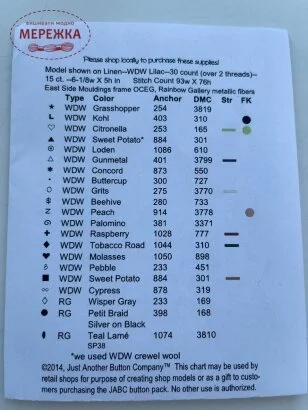 вишиваймо модно
МЕРЕЖКА
Please shop locally to purchase these supplies!
Model shown on Linen--WDW Lilac--30 count (over 2 threads)--
15 ct. --6-1/8w X 5h in Stitch Count 93w X 76h
East Side Mouldings frame OCEG, Rainbow Gallery metallic fibers
Type Color Anchor DMC Str FK
WDW Grasshopper 254 3819
L WDW Kohl 403 310
♡ WDW Citronella 253 165
▲▲ WDW Sweet Potato* 884 301
⊕ WDW Loden 1086 610
△ WDW Gunmetal 401 3799
★ WDW Concord 873 550
• WDW Buttercup 300 727
○ WDW Grits 275 3770
$ WDW Beehive 280 733
Z WDW Peach 914 3778
WDW Palomino 381 3371
✚ WDW Raspberry 1028 777
◆ WDW Tobacco Road 1044 310
♥ WDW Molasses 1050 898
WDW Pebble 233 451
■ WDW Sweet Potato 884 301
WDW Cypress 878 319
◇ RG Wisper Gray 233 169
● RG Petit Braid 398 168
Silver on Black
RG Teal Lamé 1074 3810
SP38
*we used WDW crewel wool
©2014, Just Another Button Company™ This chart may be used by
retail shops for purpose of creating shop models or as a gift to custo-
mers purchasing the JABC button pack. No other use is authorized.